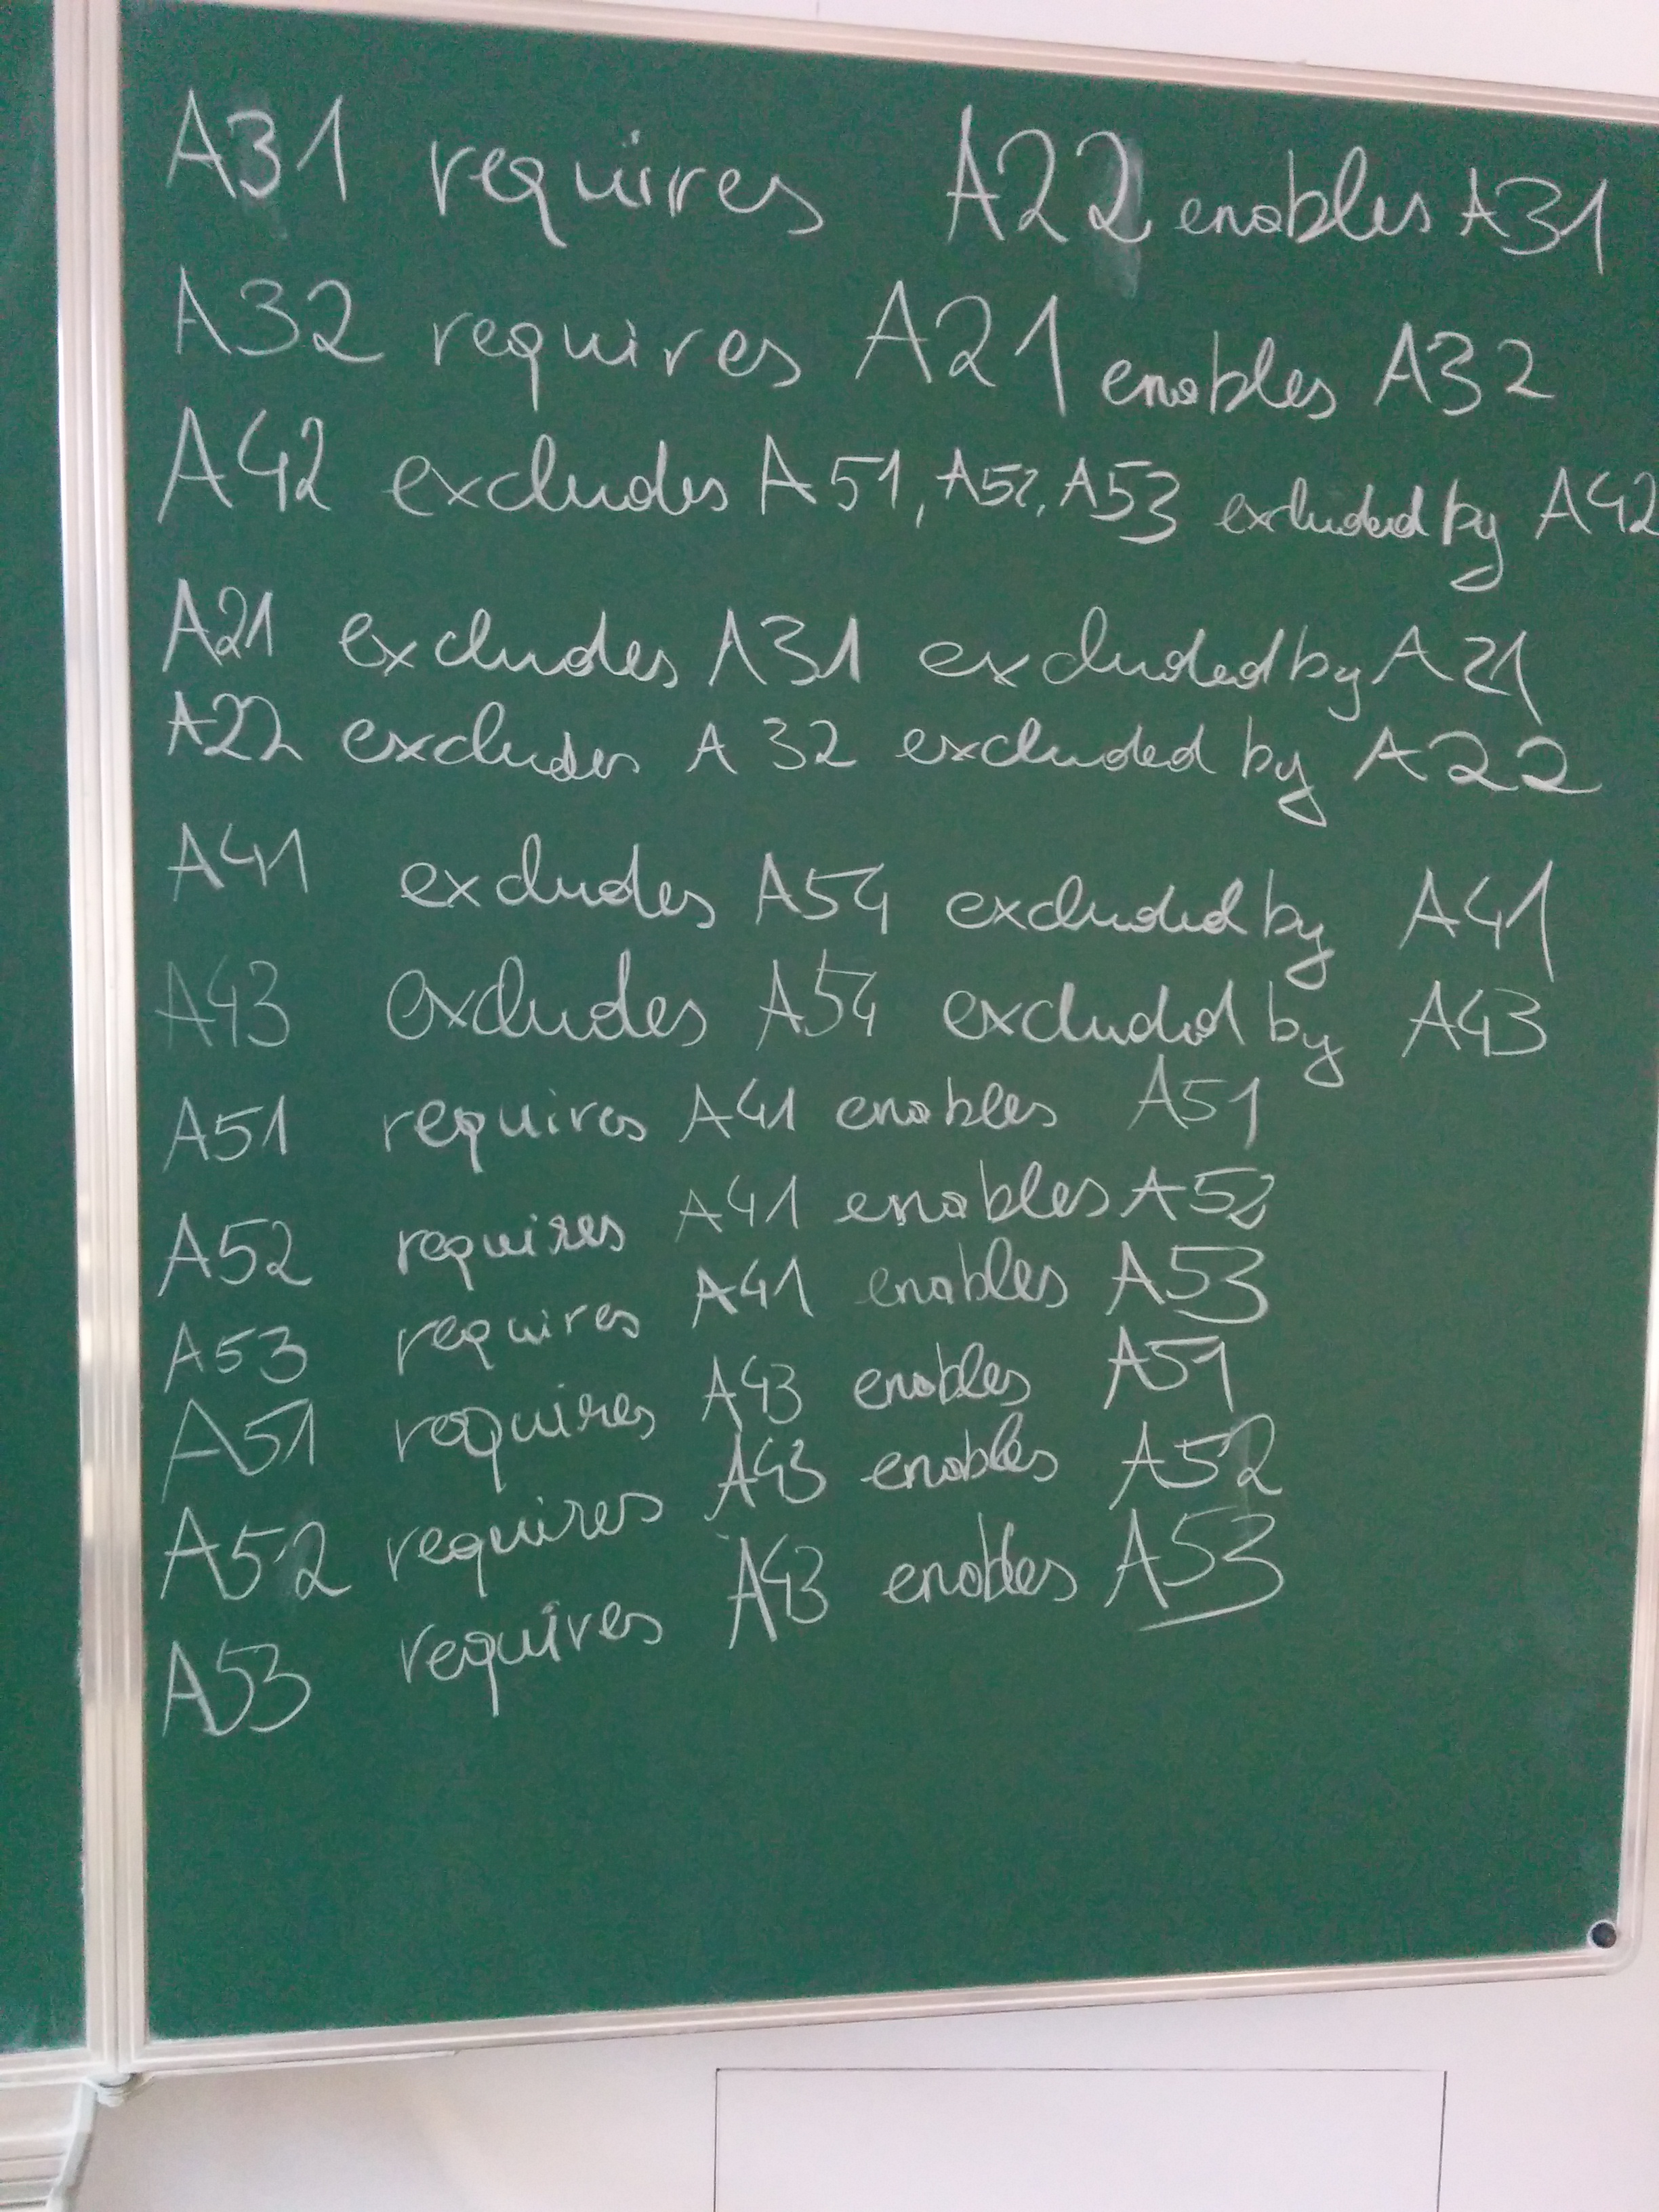 A31 requires A22 enables A31
A32 requires A21 enables A32
A42 excludes A51, A52, A53 excluded by A42
A21 excludes A31 excluded by A21
A22 excludes A32 excluded by A22
A41 excludes A54 excluded by A41
A43 excludes A54 excluded by A43
A51 requires A41 enables A51
A52 requires A41 enables A52
A53 requires A41 enables A53
A51 requires A43 enables A51
A52 requires A43 enables A52
A53 requires A43 enables A53